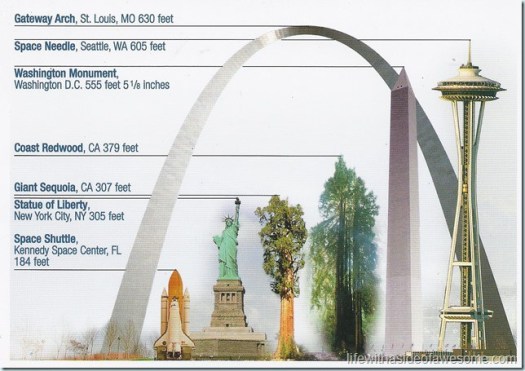 Gateway Arch, St. Louis, MO 630 feet
Space Needle, Seattle, WA 605 feet
Washington Monument,
Washington D.C. 555 feet 5 1/8 inches
Coast Redwood, CA 379 feet
Giant Sequoia, CA 307 feet
Statue of Liberty,
New York City, NY 305 feet
Space Shuttle,
Kennedy Space Center, FL
184 feet
lifewithasideofawesome.com